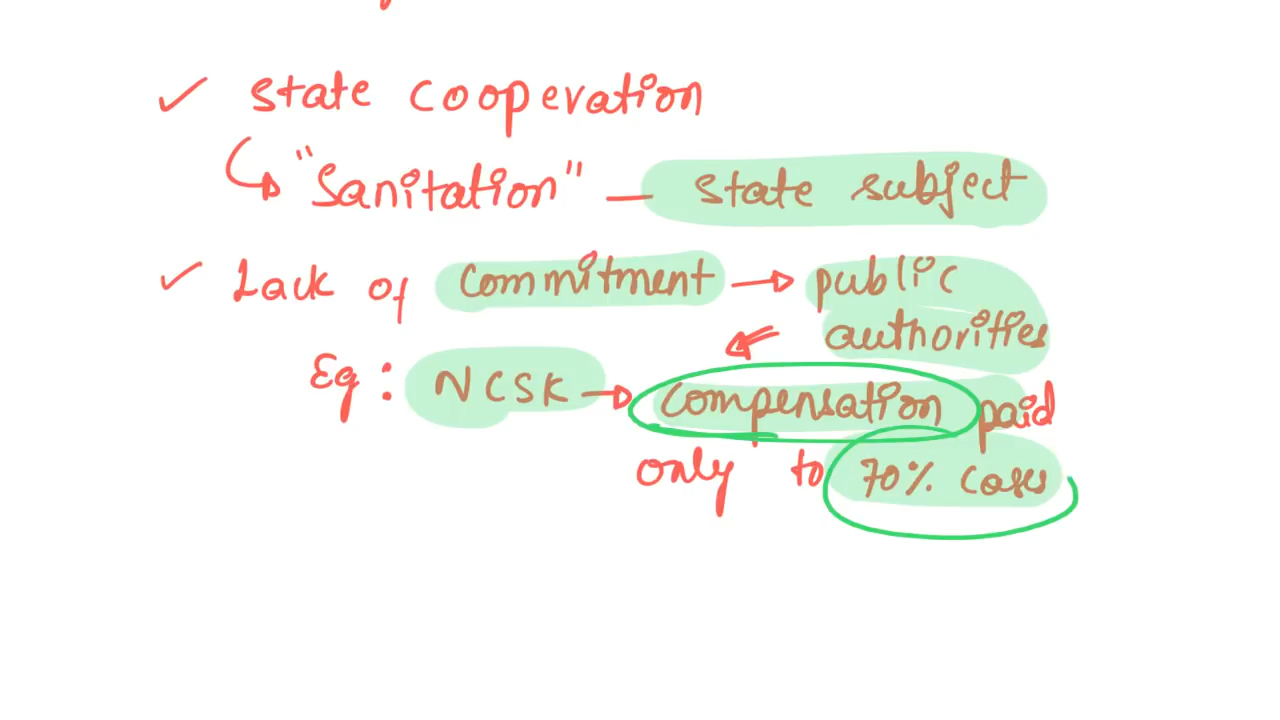 ✓ State cooperation
↳ "Sanitation" — state subject
✓ Lack of commitment → public
authorities
Eg : NCSK → compensation paid
only to 70% cases